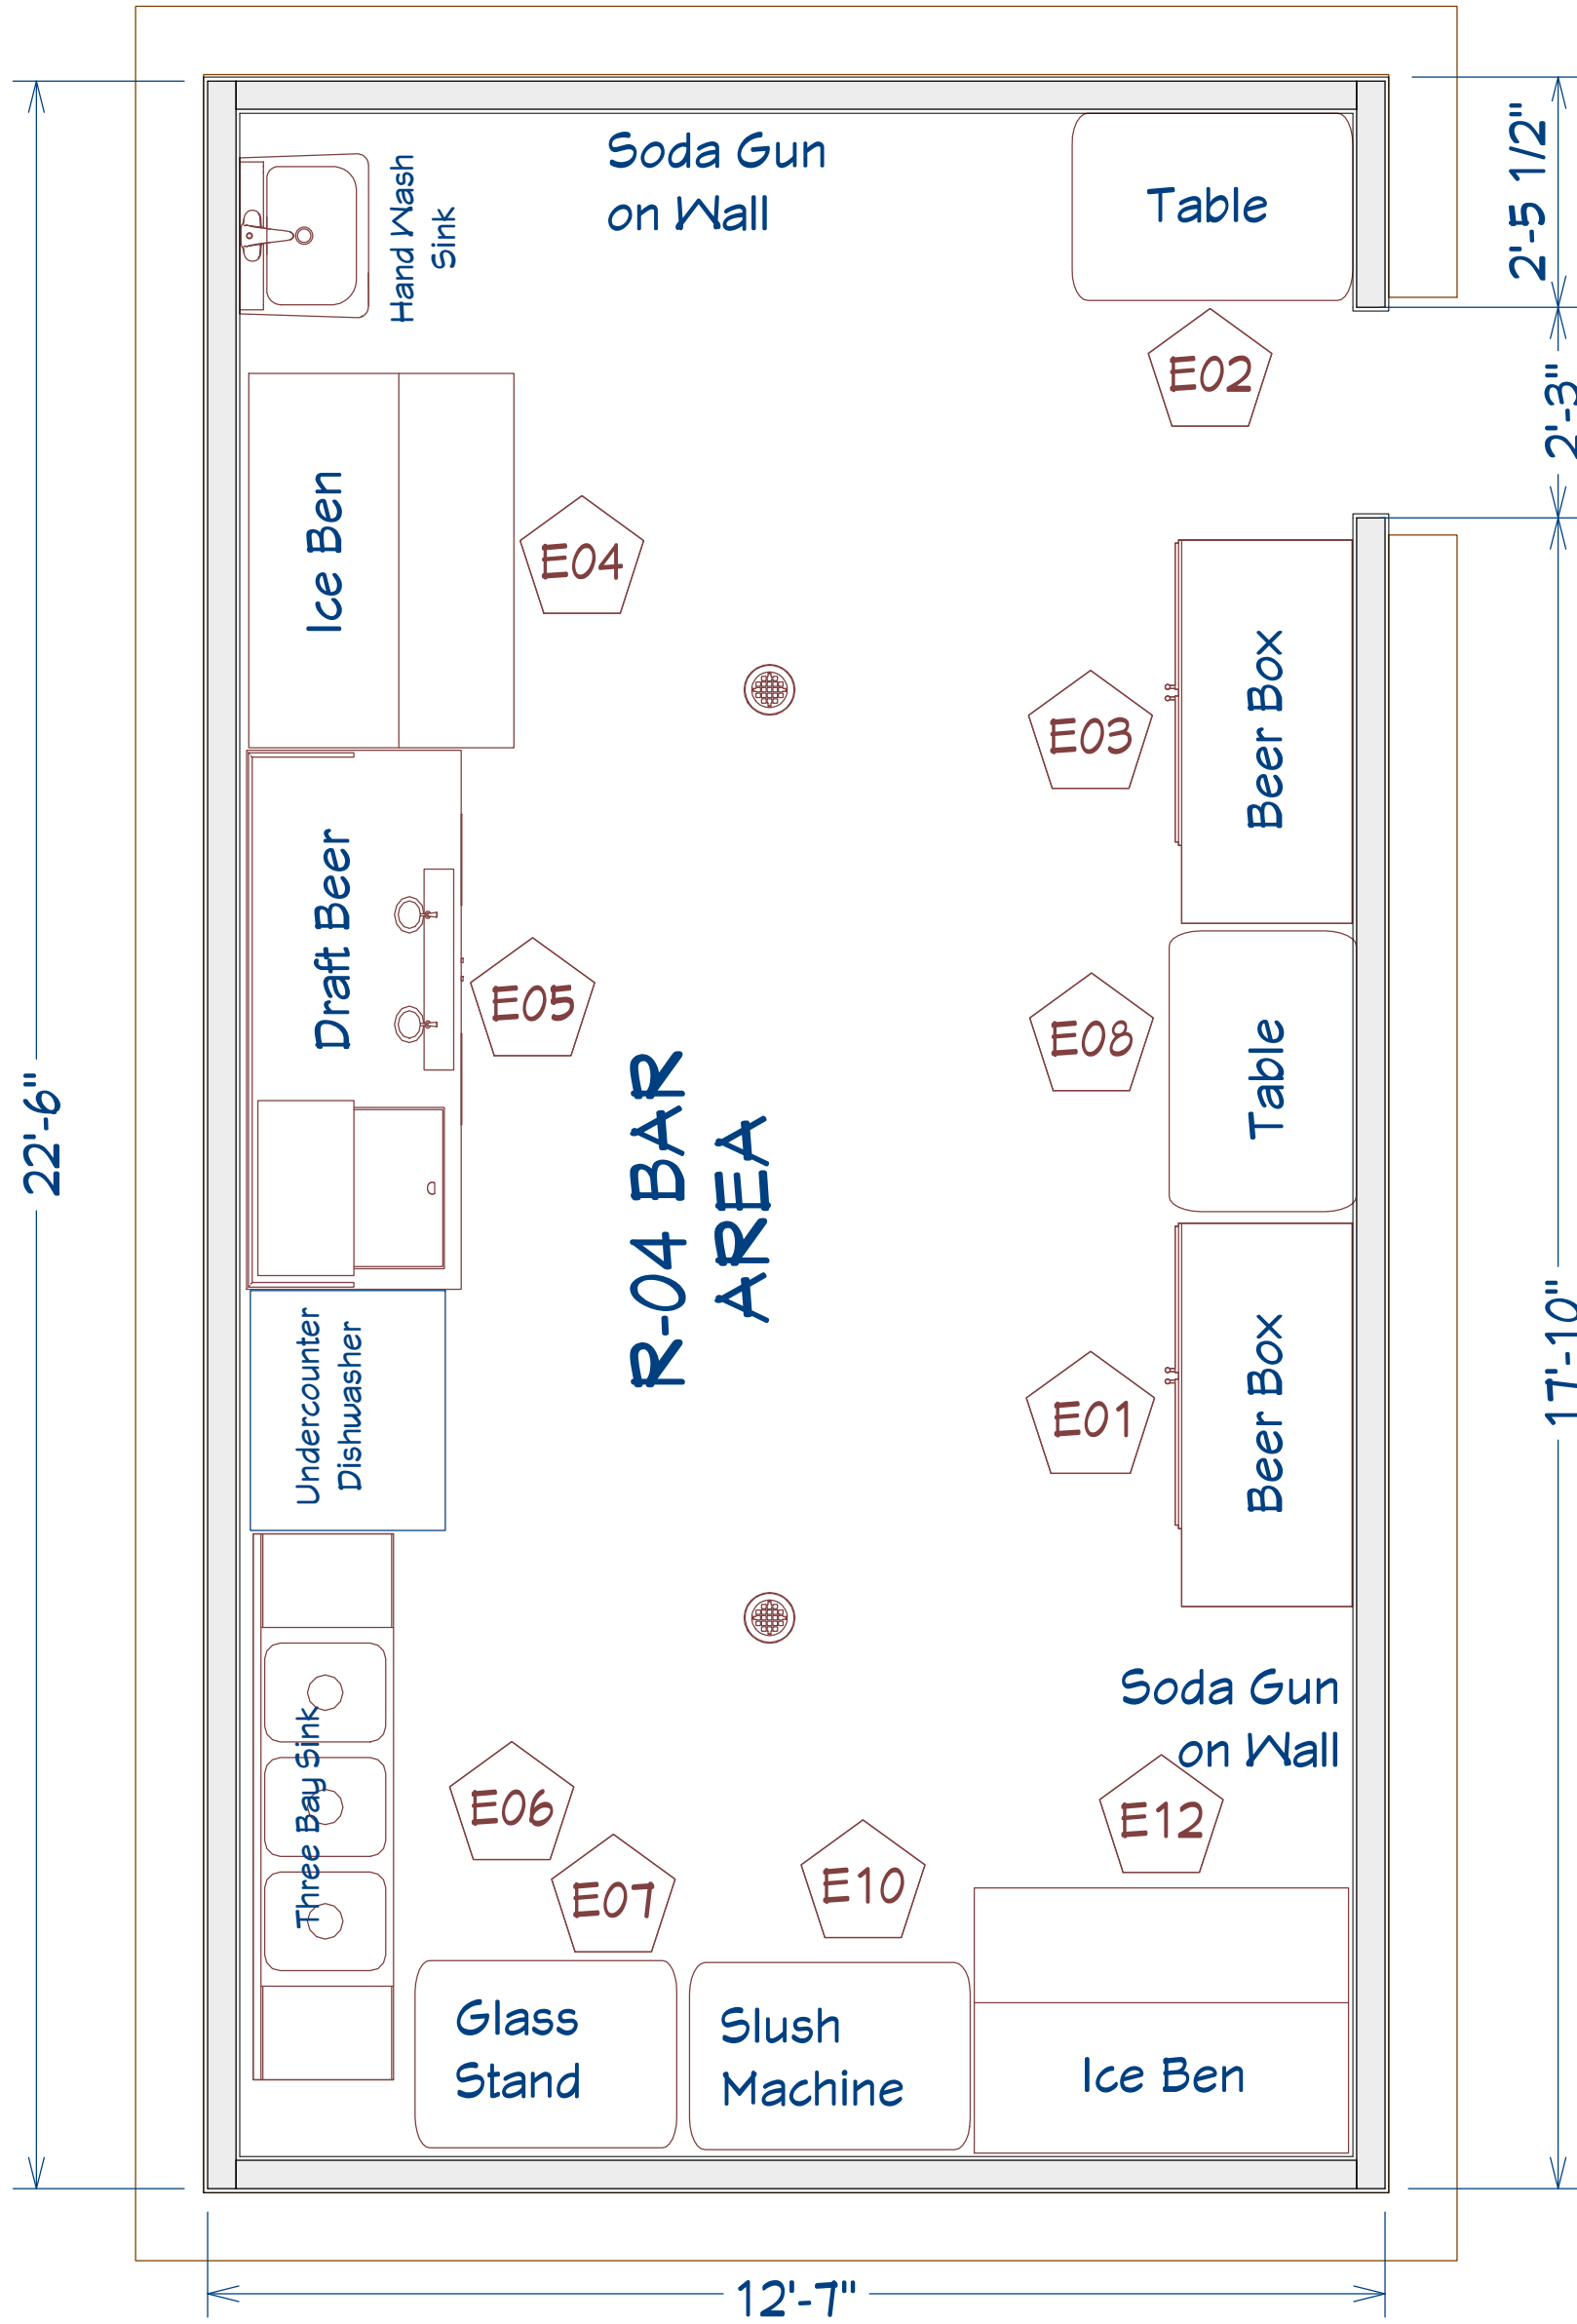 Soda Gun
on Wall
Table
2'-5 1/2"
Hand Wash
Sink
E02
2'-3"
Ice Ben
E04
Beer Box
E03
Draft Beer
E05
E08
Table
22'-6"
R-04 BAR
AREA
Undercounter
Dishwasher
E01
Beer Box
17'-10"
Soda Gun
on Wall
Three Bay Sink
E06
E07
E10
E12
Glass
Stand
Slush
Machine
Ice Ben
12'-7"